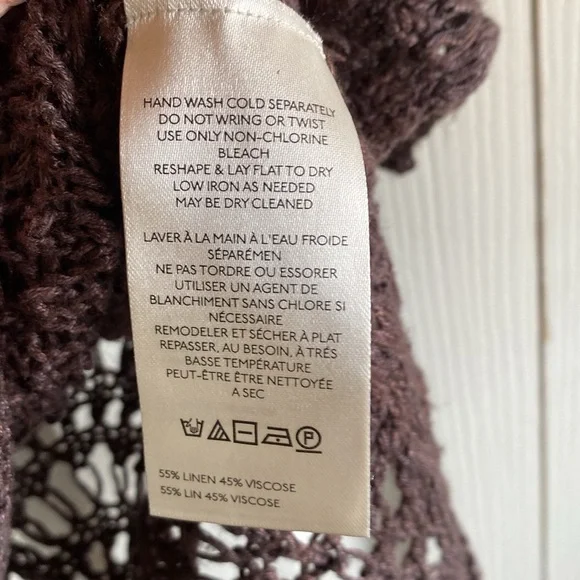 HAND WASH COLD SEPARATELY
DO NOT WRING OR TWIST
USE ONLY NON-CHLORINE
BLEACH
RESHAPE & LAY FLAT TO DRY
LOW IRON AS NEEDED
MAY BE DRY CLEANED
LAVER À LA MAIN À L'EAU FROIDE
SÉPARÉMEN
NE PAS TORDRE OU ESSORER
UTILISER UN AGENT DE
BLANCHIMENT SANS CHLORE SI
NÉCESSAIRE
REMODELER ET SÉCHER À PLAT
REPASSER, AU BESOIN, À TRÉS
BASSE TEMPÉRATURE
PEUT-ÊTRE ÊTRE NETTOYÉE
A SEC
P
55% LINEN 45% VISCOSE
55% LIN 45% VISCOSE